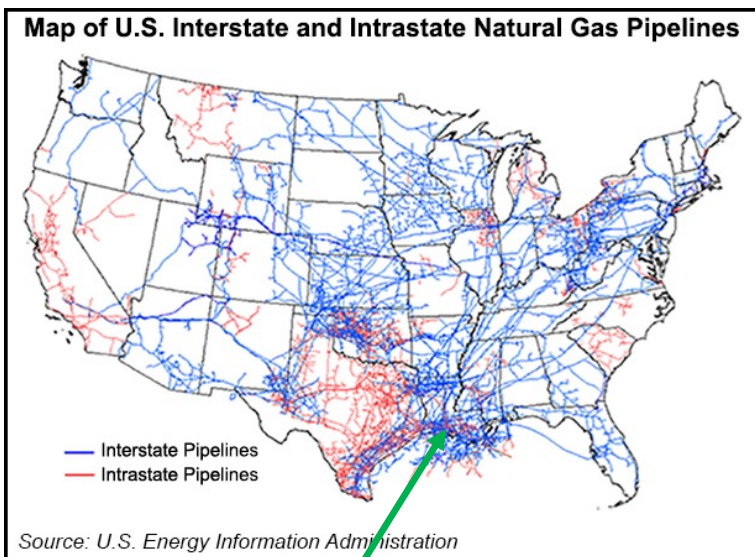 Map of U.S. Interstate and Intrastate Natural Gas Pipelines
Interstate Pipelines
Intrastate Pipelines
Source: U.S. Energy Information Administration